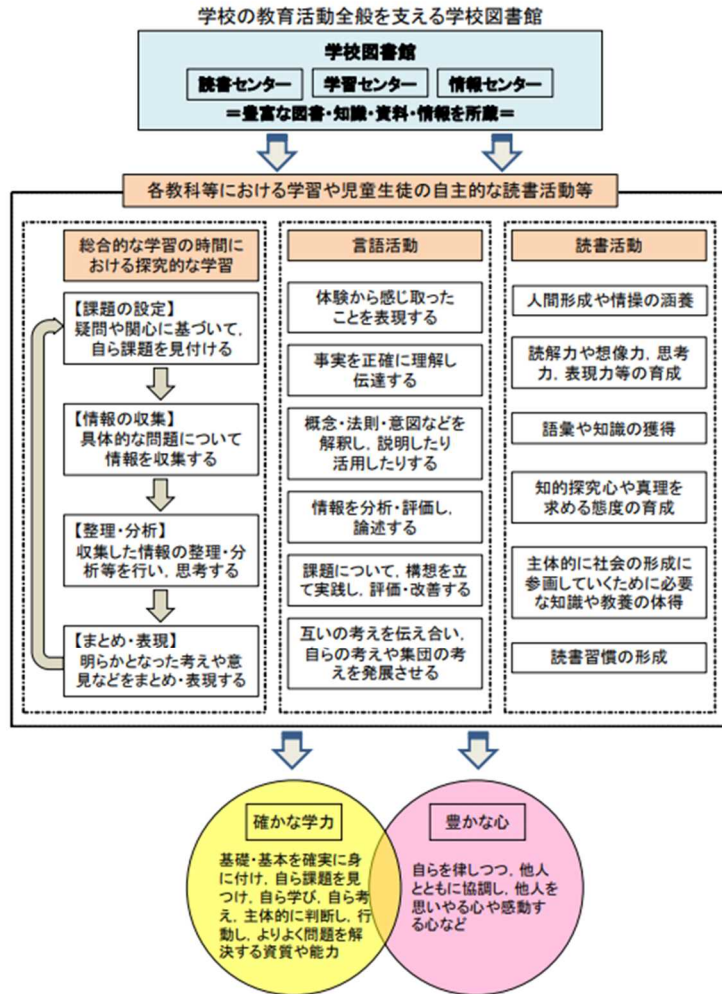 学校の教育活動全般を支える学校図書館
学校図書館
読書センター
学習センター
情報センター
＝豊富な図書・知識・資料・情報を所蔵＝
各教科等における学習や児童生徒の自主的な読書活動等
総合的な学習の時間に
おける探究的な学習
【課題の設定】
疑問や関心に基づいて，
自ら課題を見付ける
【情報の収集】
具体的な問題について
情報を収集する
【整理・分析】
収集した情報の整理・分
析等を行い，思考する
【まとめ・表現】
明らかとなった考えや意
見などをまとめ・表現する
言語活動
体験から感じ取った
ことを表現する
事実を正確に理解し
伝達する
概念・法則・意図などを
解釈し，説明したり
活用したりする
情報を分析・評価し，
論述する
課題について，構想を立
て実践し，評価・改善する
互いの考えを伝え合い，
自らの考えや集団の考
えを発展させる
読書活動
人間形成や情操の涵養
読解力や想像力，思考
力，表現力等の育成
語彙や知識の獲得
知的探究心や真理を
求める態度の育成
主体的に社会の形成に
参画していくために必要
な知識や教養の体得
読書習慣の形成
確かな学力
基礎・基本を確実に身
に付け，自ら課題を見
つけ，自ら学び，自ら考
え，主体的に判断し，行
動し，よりよく問題を解
決する資質や能力
豊かな心
自らを律しつつ，他人
とともに協調し，他人を
思いやる心や感動す
る心など